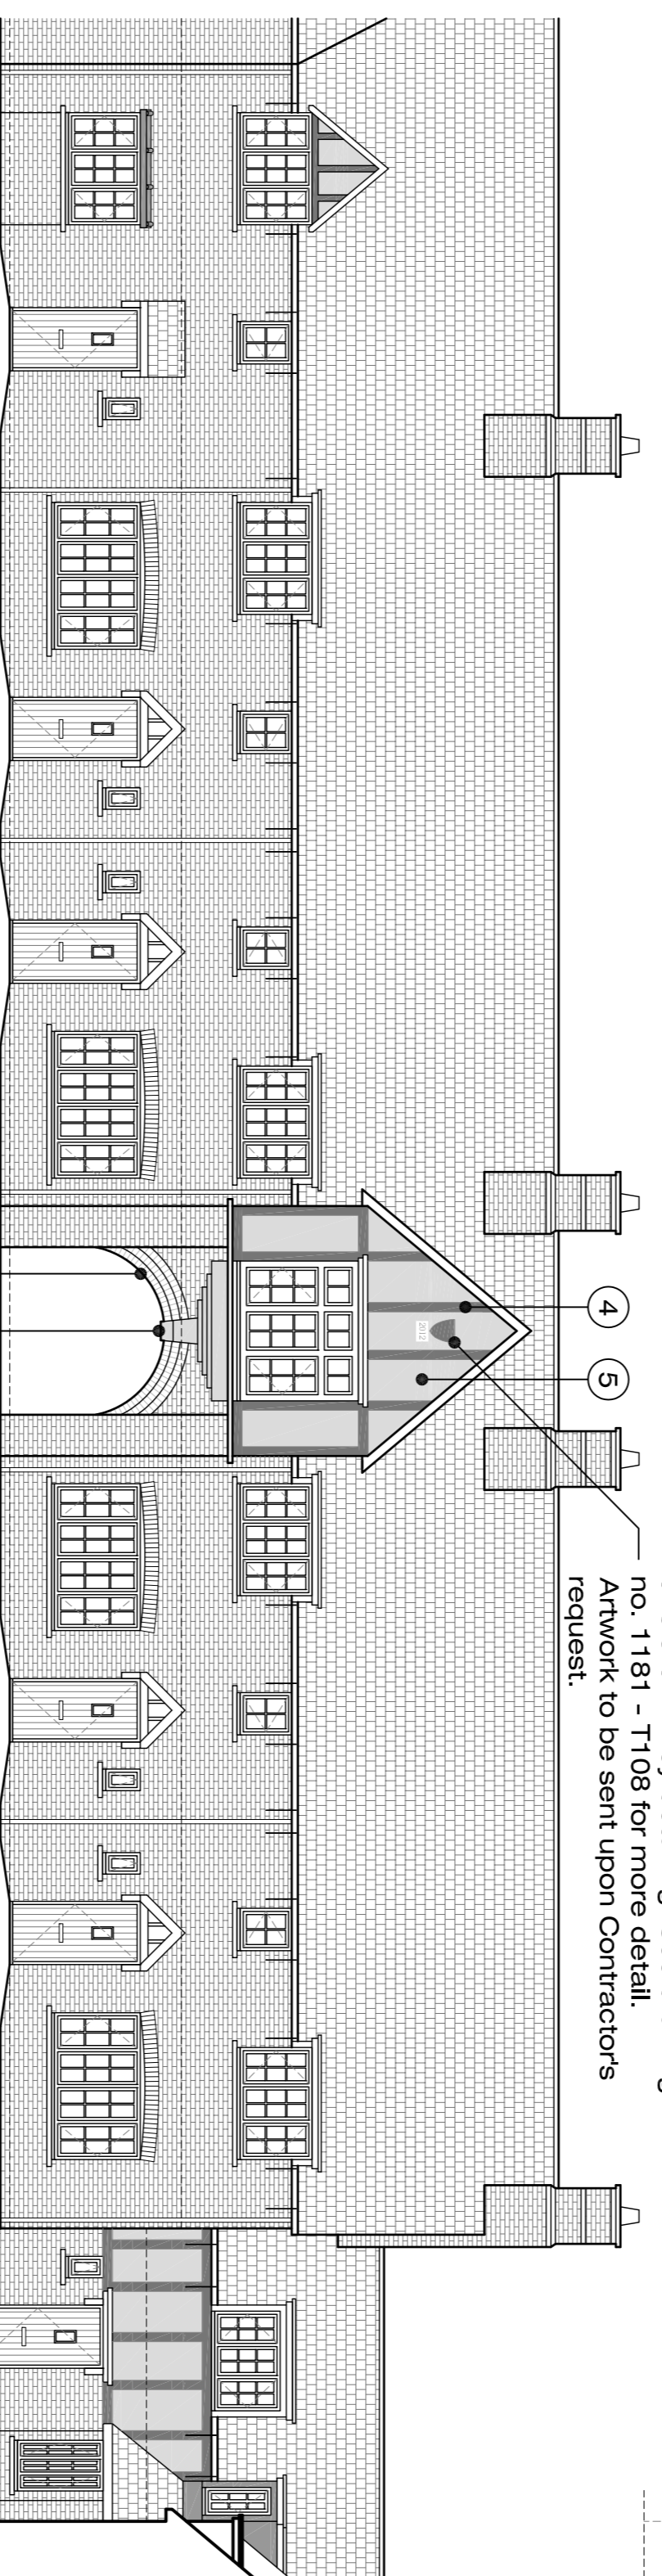 no. 1181 - T108 for more detail.
Artwork to be sent upon Contractor's
request.
4
5
2012